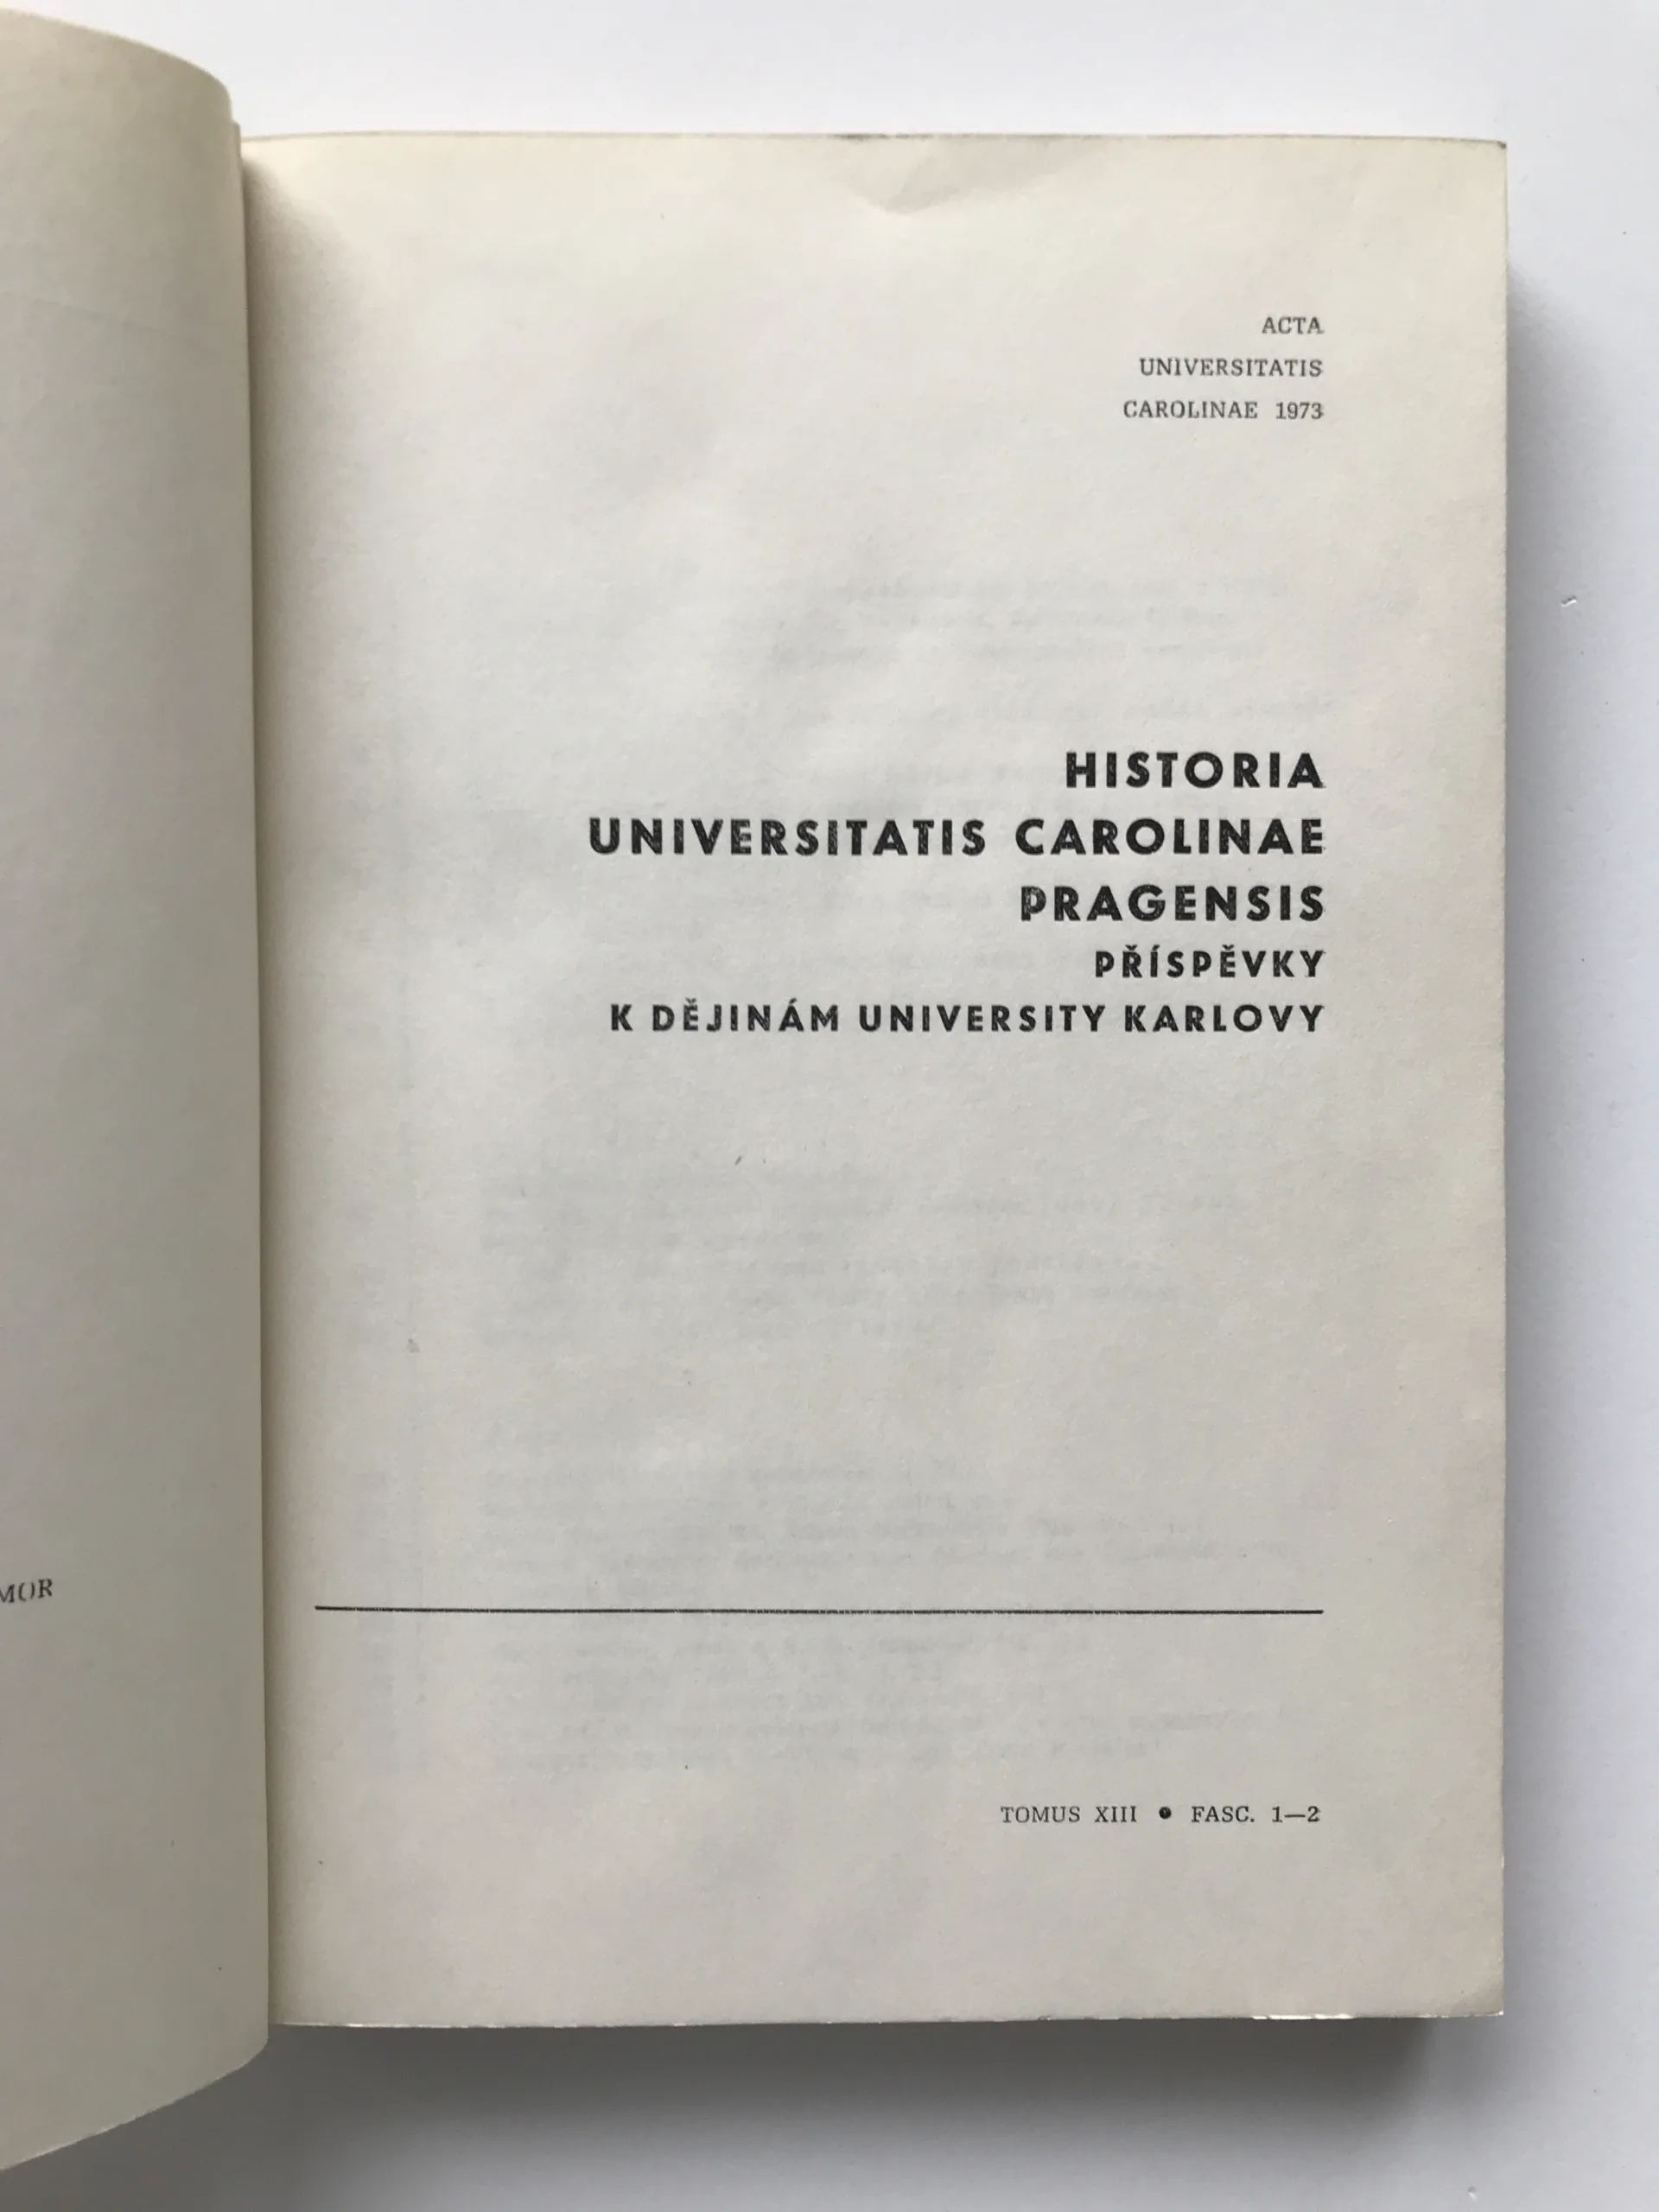 ACTA
UNIVERSITATIS
CAROLINAE 1973
HISTORIA
UNIVERSITATIS CAROLINAE
PRAGENSIS
PŘÍSPĚVKY
K DĚJINÁM UNIVERSITY KARLOVY
TOMUS XIII • FASC. 1—2